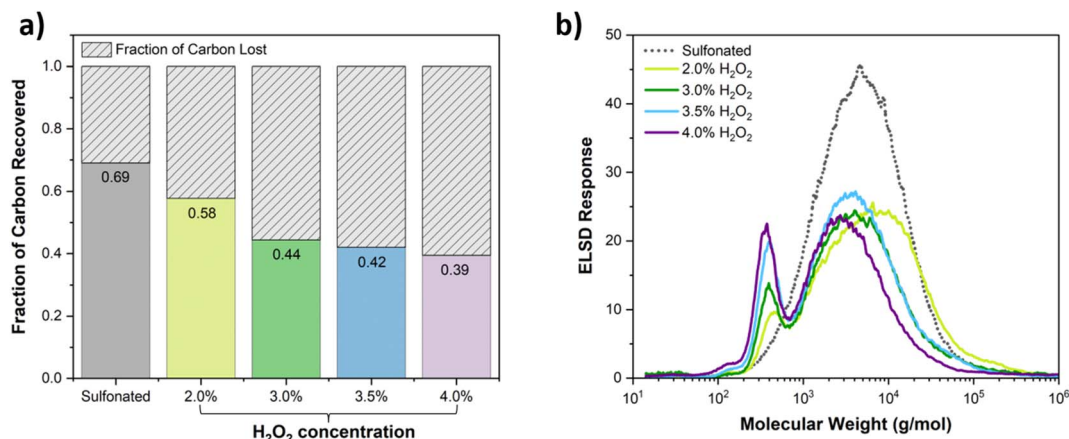 a)
Fraction of Carbon Lost
Fraction of Carbon Recovered
1.0
0.8
0.6
0.4
0.2
0.0
0.69
0.58
0.44
0.42
0.39
Sulfonated
2.0%
3.0%
3.5%
4.0%
H₂O₂ concentration
b)
Sulfonated
2.0% H₂O₂
3.0% H₂O₂
3.5% H₂O₂
4.0% H₂O₂
ELSD Response
50
40
30
20
10
0
10¹
10²
10³
10⁴
10⁵
10⁶
Molecular Weight (g/mol)